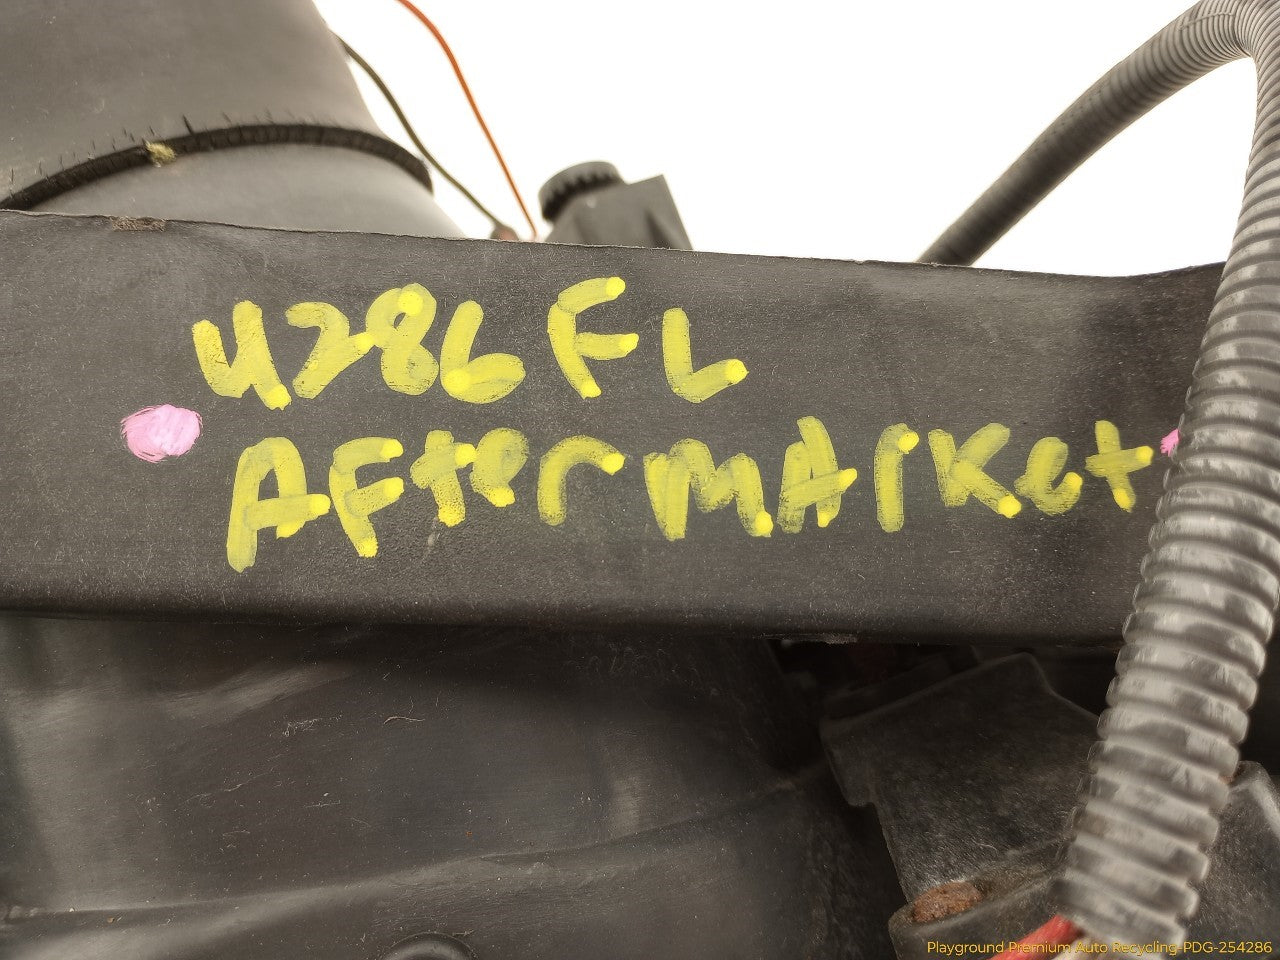 4286 FL
AFtermArket
Playground Premium Auto Recycling-PDG-254286